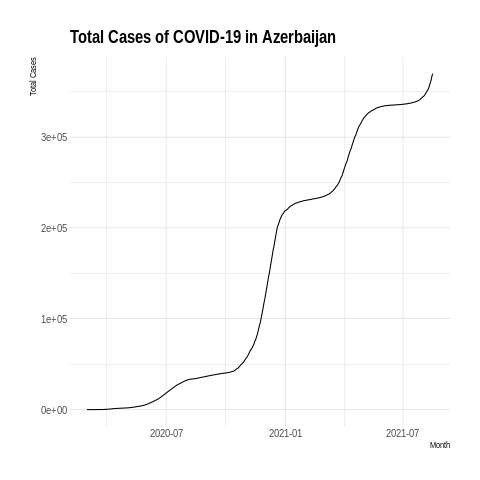 Total Cases of COVID-19 in Azerbaijan
Total Cases
3e+05
2e+05
1e+05
0e+00
2020-07 2021-01 2021-07
Month